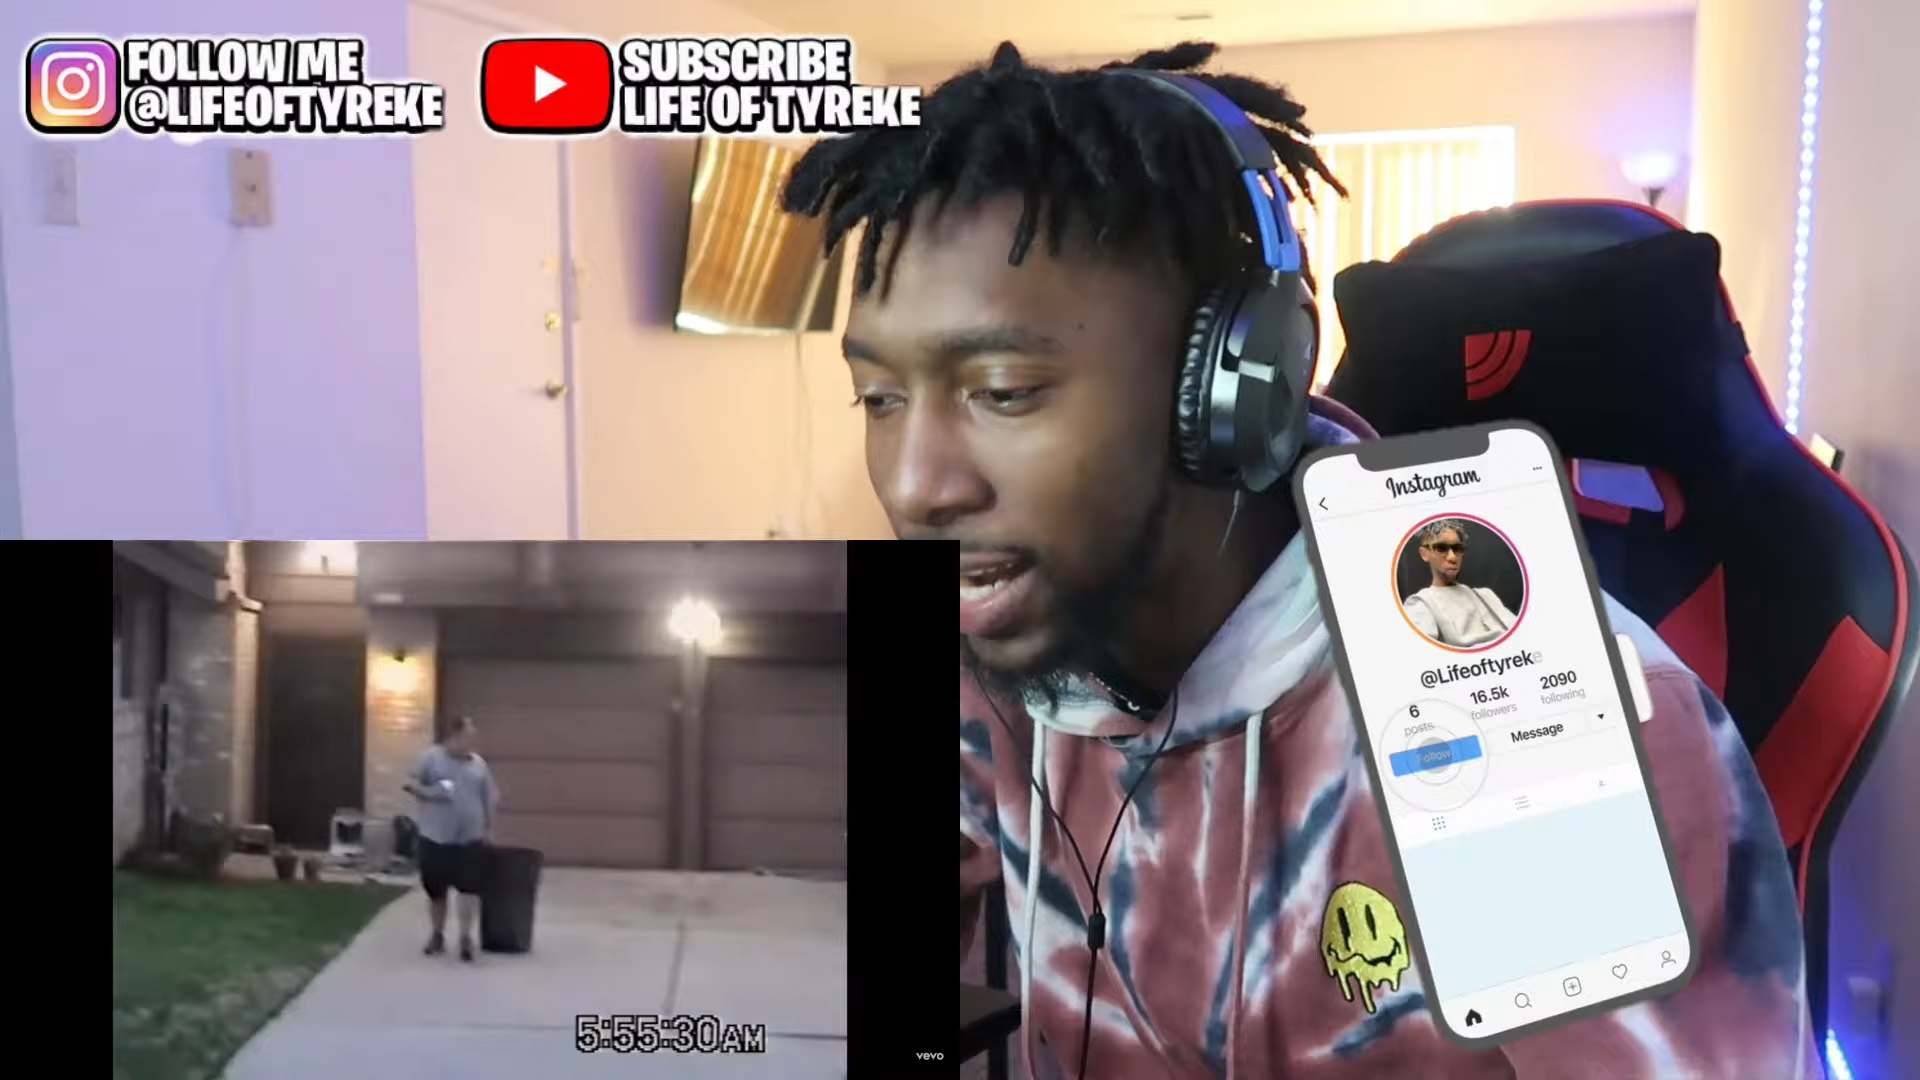 FOLLOW ME
@LIFEOFTYREKE
SUBSCRIBE
LIFE OF TYREKE
Instagram
@Lifeoftyreke
6
posts
16.5k
followers
2090
following
Follow
Message
5:55:30AM
vevo